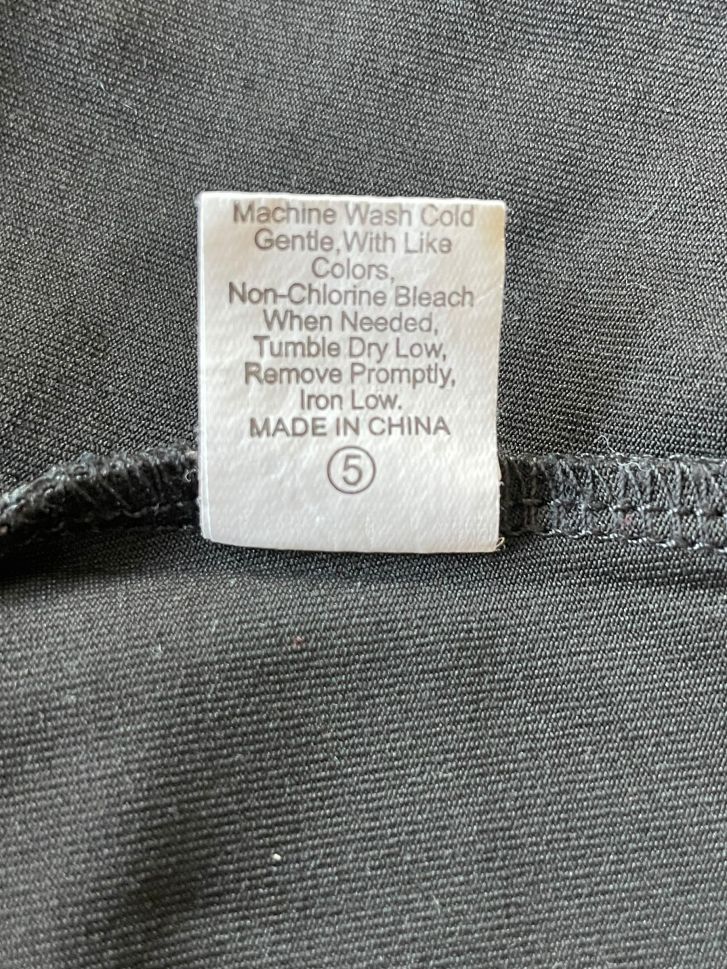 Machine Wash Cold
Gentle,With Like
Colors,
Non-Chlorine Bleach
When Needed,
Tumble Dry Low,
Remove Promptly,
Iron Low.
MADE IN CHINA
5